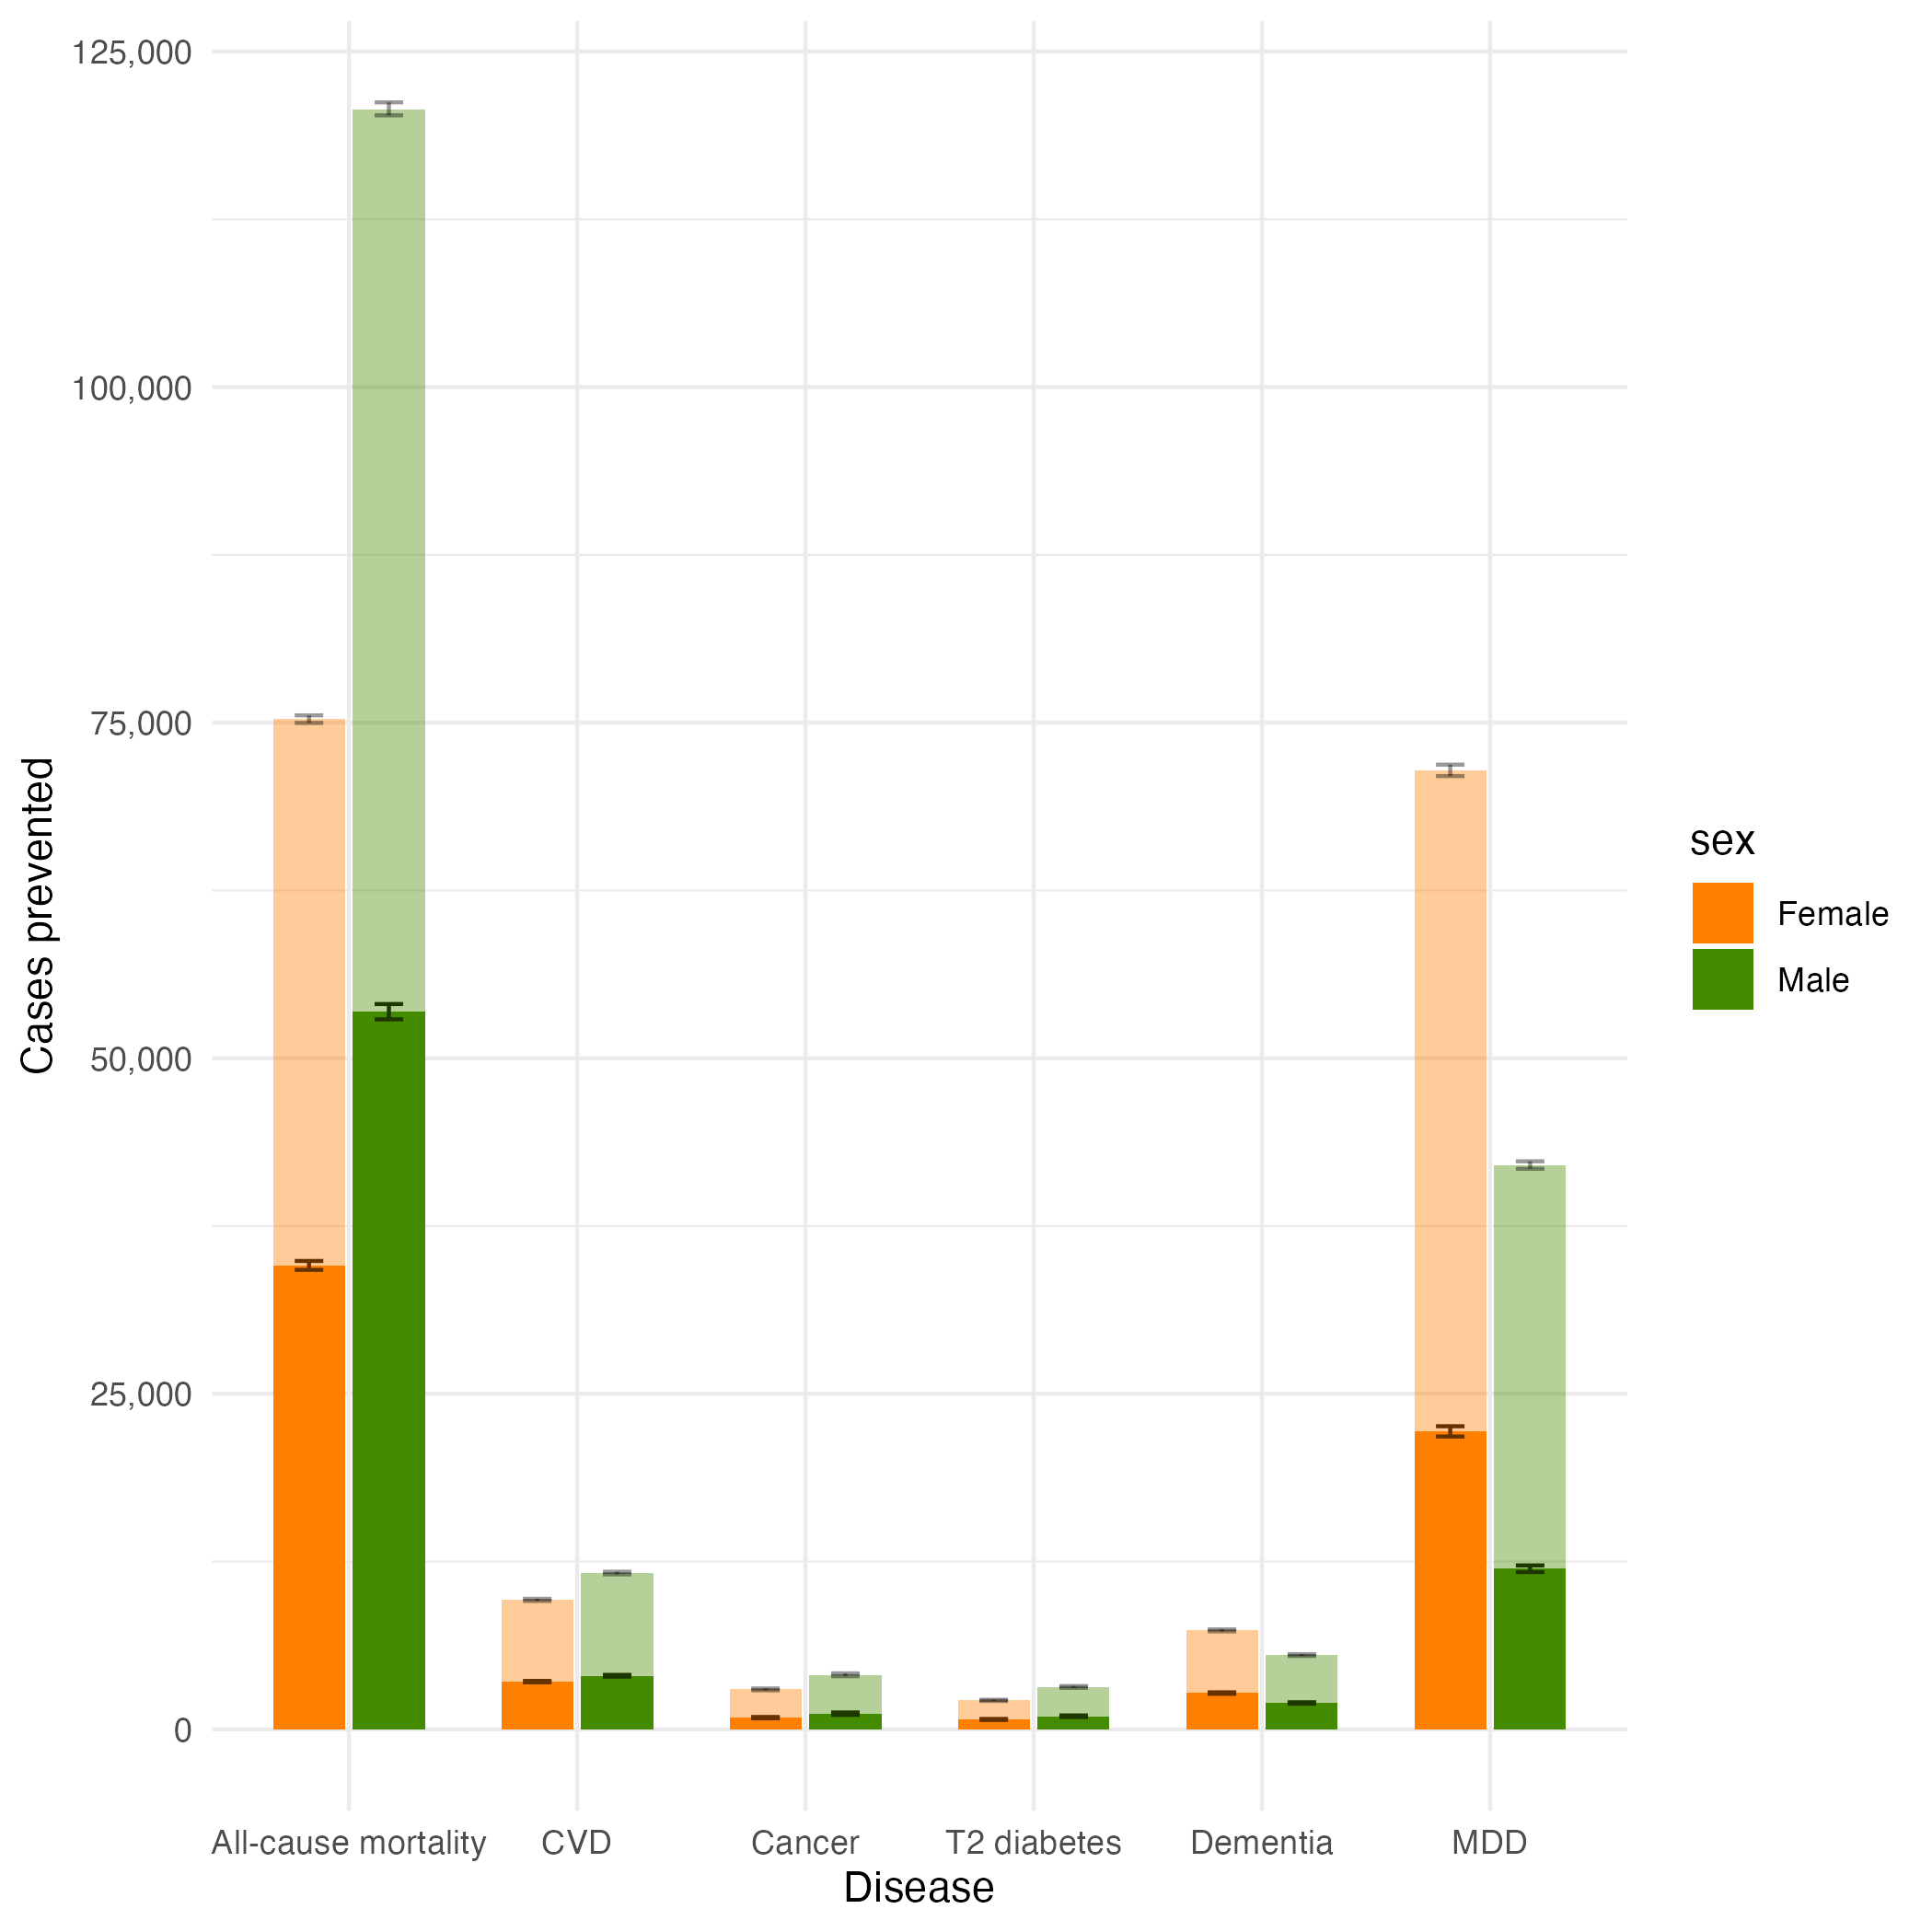 125,000
100,000
75,000
50,000
25,000
0
Cases prevented
All-cause mortality
CVD
Cancer
T2 diabetes
Dementia
MDD
Disease
sex
Female
Male